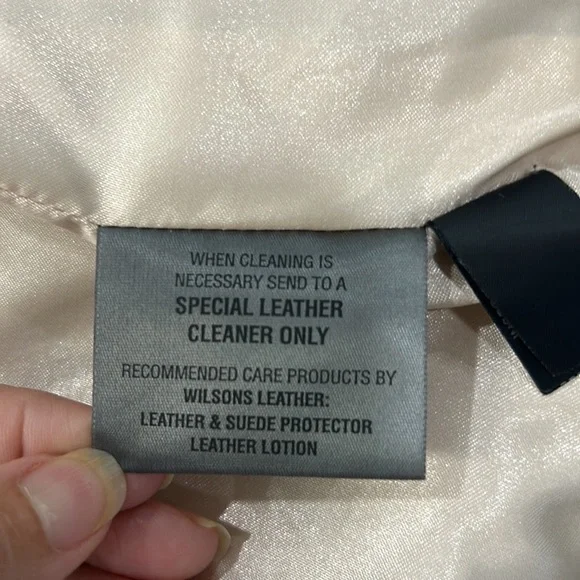 WHEN CLEANING IS
NECESSARY SEND TO A
SPECIAL LEATHER
CLEANER ONLY
RECOMMENDED CARE PRODUCTS BY
WILSONS LEATHER:
LEATHER & SUEDE PROTECTOR
LEATHER LOTION